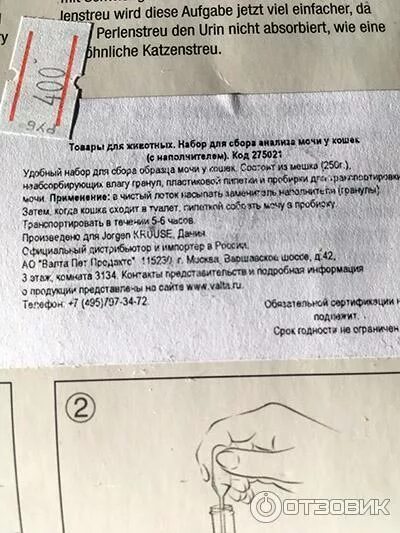 lenstreu wird diese Aufgabe jetzt viel einfacher, da
Perlenstreu den Urin nicht absorbiert, wie eine
öhnliche Katzenstreu.
400
руб
Товары для животных. Набор для сбора анализа мочи у кошек
(с наполнителем). Код 275021
Удобный набор для сбора образца мочи у кошек. Состоит из мешка (250г.),
неабсорбирующих влагу гранул, пластиковой пипетки и пробирки для транспортировки
мочи. Применение: в чистый лоток насыпать заменитель наполнителя (гранулы).
Затем, когда кошка сходит в туалет, пипеткой собрать мочу в пробирку.
Транспортировать в течении 5-6 часов.
Произведено для Jorgen KRUUSE, Дания.
Официальный дистрибьютор и импортер в России.
АО "Валта Пет Продактс" 115230 г. Москва, Варшавское шоссе, д.42,
3 этаж, комната 3134. Контакты представительств и подробная информация
о продукции представлены на сайте www.valta.ru.
Телефон: +7 (495)797-34-72.
Обязательной сертификации н
подлежит.
Срок годности не ограничен
2
ОТЗОВИК